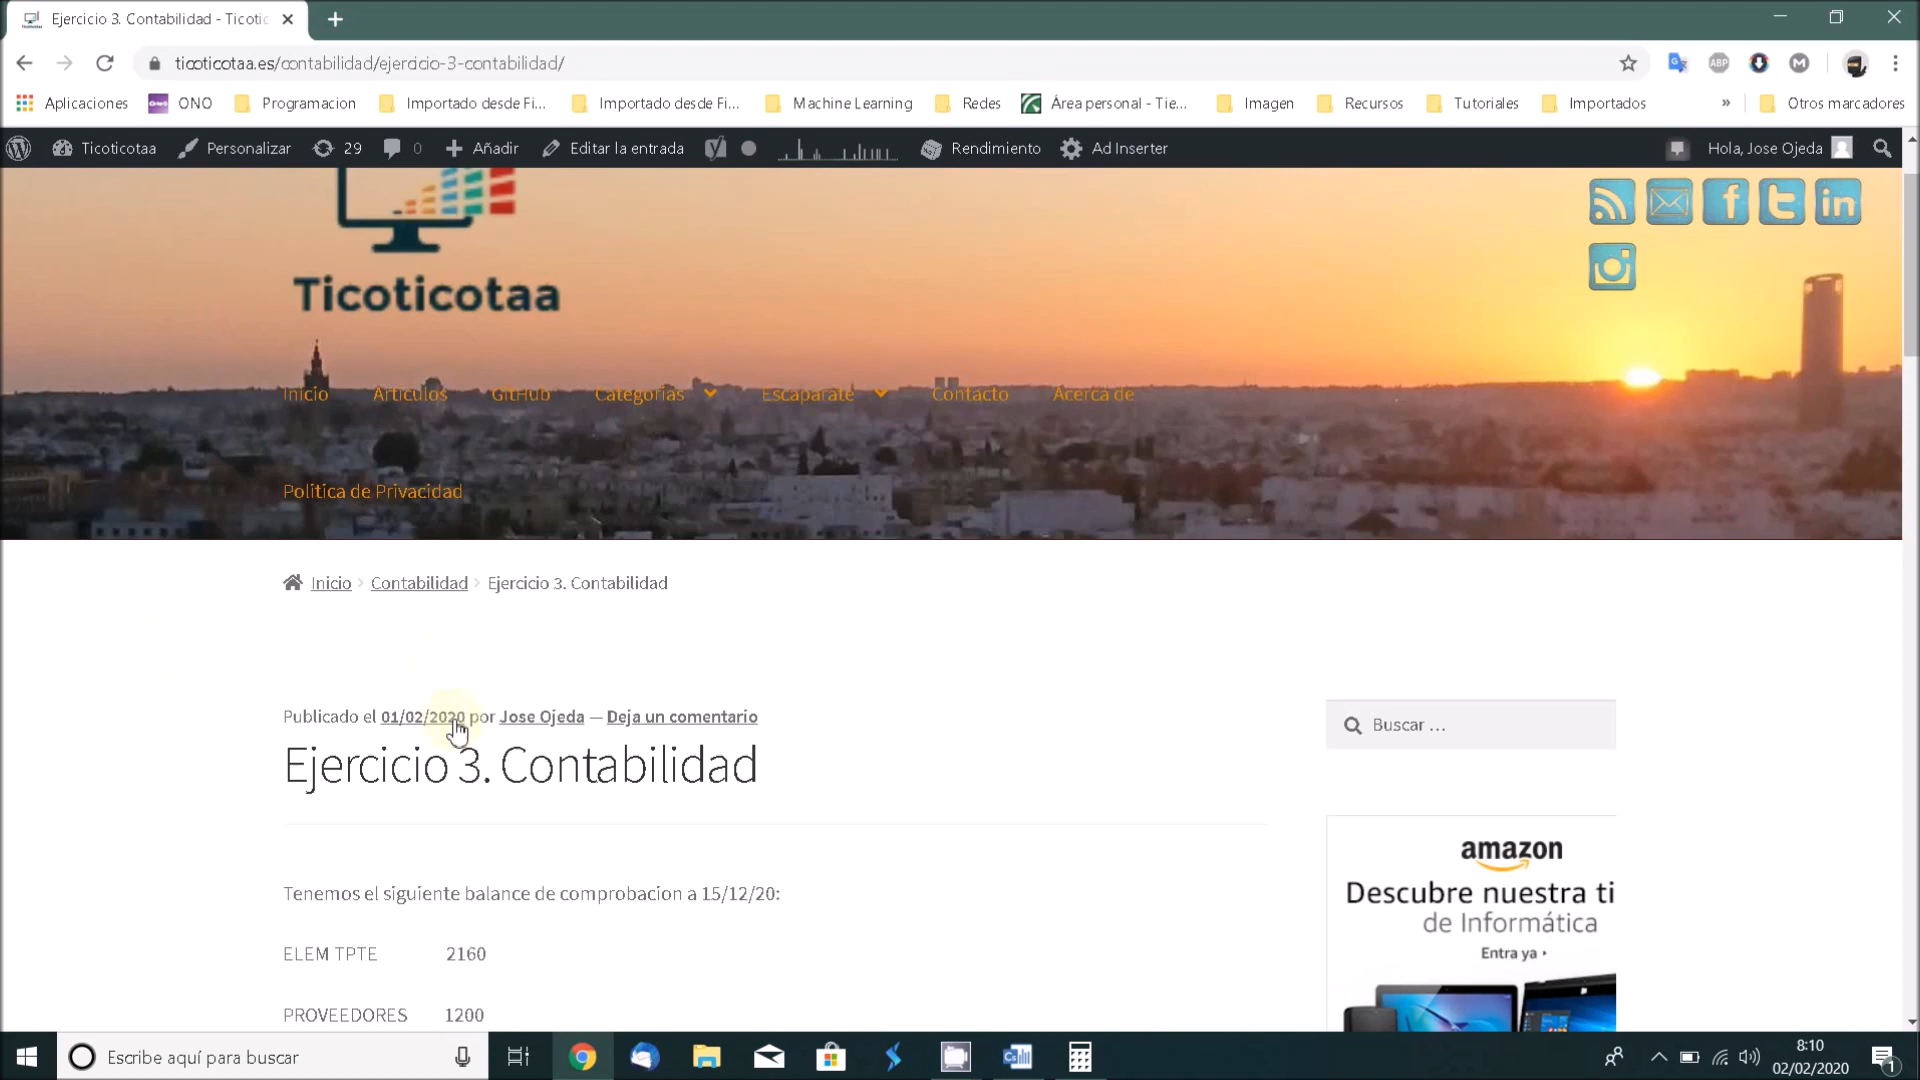 Ejercicio 3. Contabilidad - Ticotic
ticoticotaa.es/contabilidad/ejercicio-3-contabilidad/
Aplicaciones ONO Programacion Importado desde Fi... Importado desde Fi... Machine Learning Redes Área personal - Tie... Imagen Recursos Tutoriales Importados » Otros marcadores
Ticoticotaa Personalizar 29 0 Añadir Editar la entrada Rendimiento Ad Inserter Hola, Jose Ojeda
Ticoticotaa
Inicio Artículos GitHub Categorías Escaparate Contacto Acerca de
Politica de Privacidad
Inicio Contabilidad Ejercicio 3. Contabilidad
Publicado el 01/02/2020 por Jose Ojeda — Deja un comentario
Buscar …
Ejercicio 3. Contabilidad
amazon
Descubre nuestra ti
de Informática
Entra ya
Tenemos el siguiente balance de comprobacion a 15/12/20:
ELEM TPTE 2160
PROVEEDORES 1200
Escribe aquí para buscar
8:10
02/02/2020
1